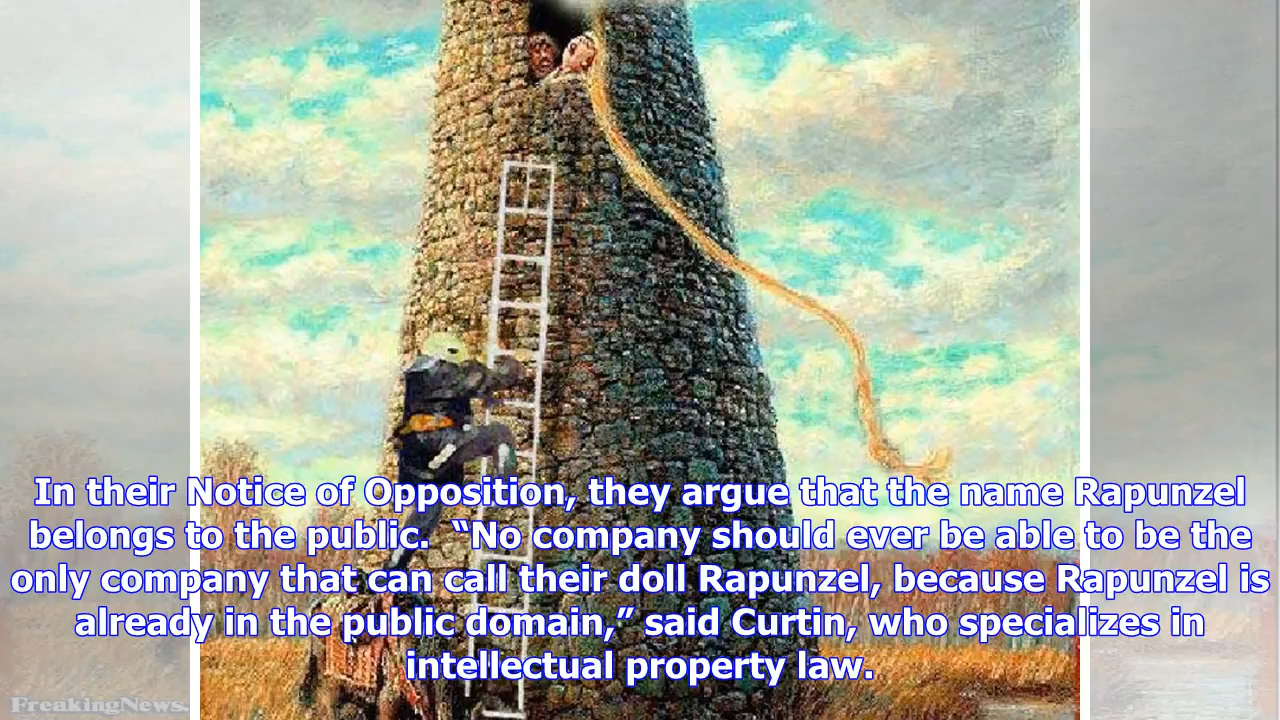 In their Notice of Opposition, they argue that the name Rapunzel
belongs to the public.  “No company should ever be able to be the
only company that can call their doll Rapunzel, because Rapunzel is
already in the public domain,” said Curtin, who specializes in
intellectual property law.
FreakingNews.